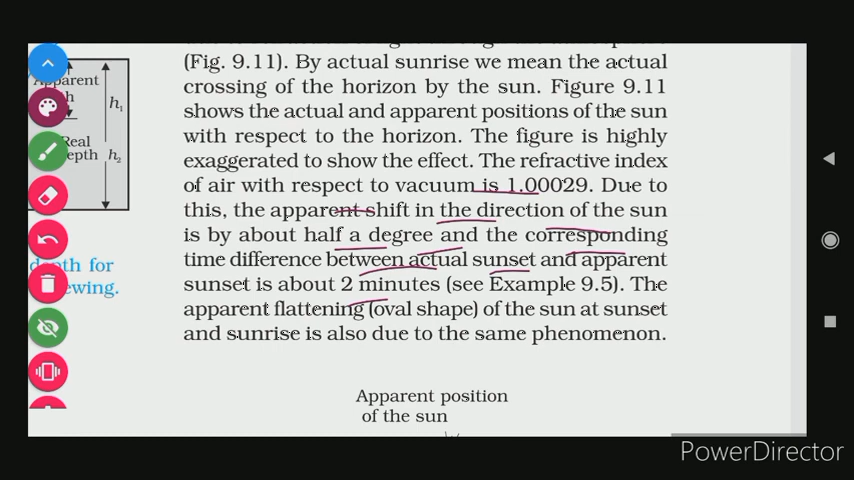 (Fig. 9.11). By actual sunrise we mean the actual
crossing of the horizon by the sun. Figure 9.11
shows the actual and apparent positions of the sun
with respect to the horizon. The figure is highly
exaggerated to show the effect. The refractive index
of air with respect to vacuum is 1.00029. Due to
this, the apparent shift in the direction of the sun
is by about half a degree and the corresponding
time difference between actual sunset and apparent
sunset is about 2 minutes (see Example 9.5). The
apparent flattening (oval shape) of the sun at sunset
and sunrise is also due to the same phenomenon.
Apparent position
of the sun
h₁
h₂
for
PowerDirector